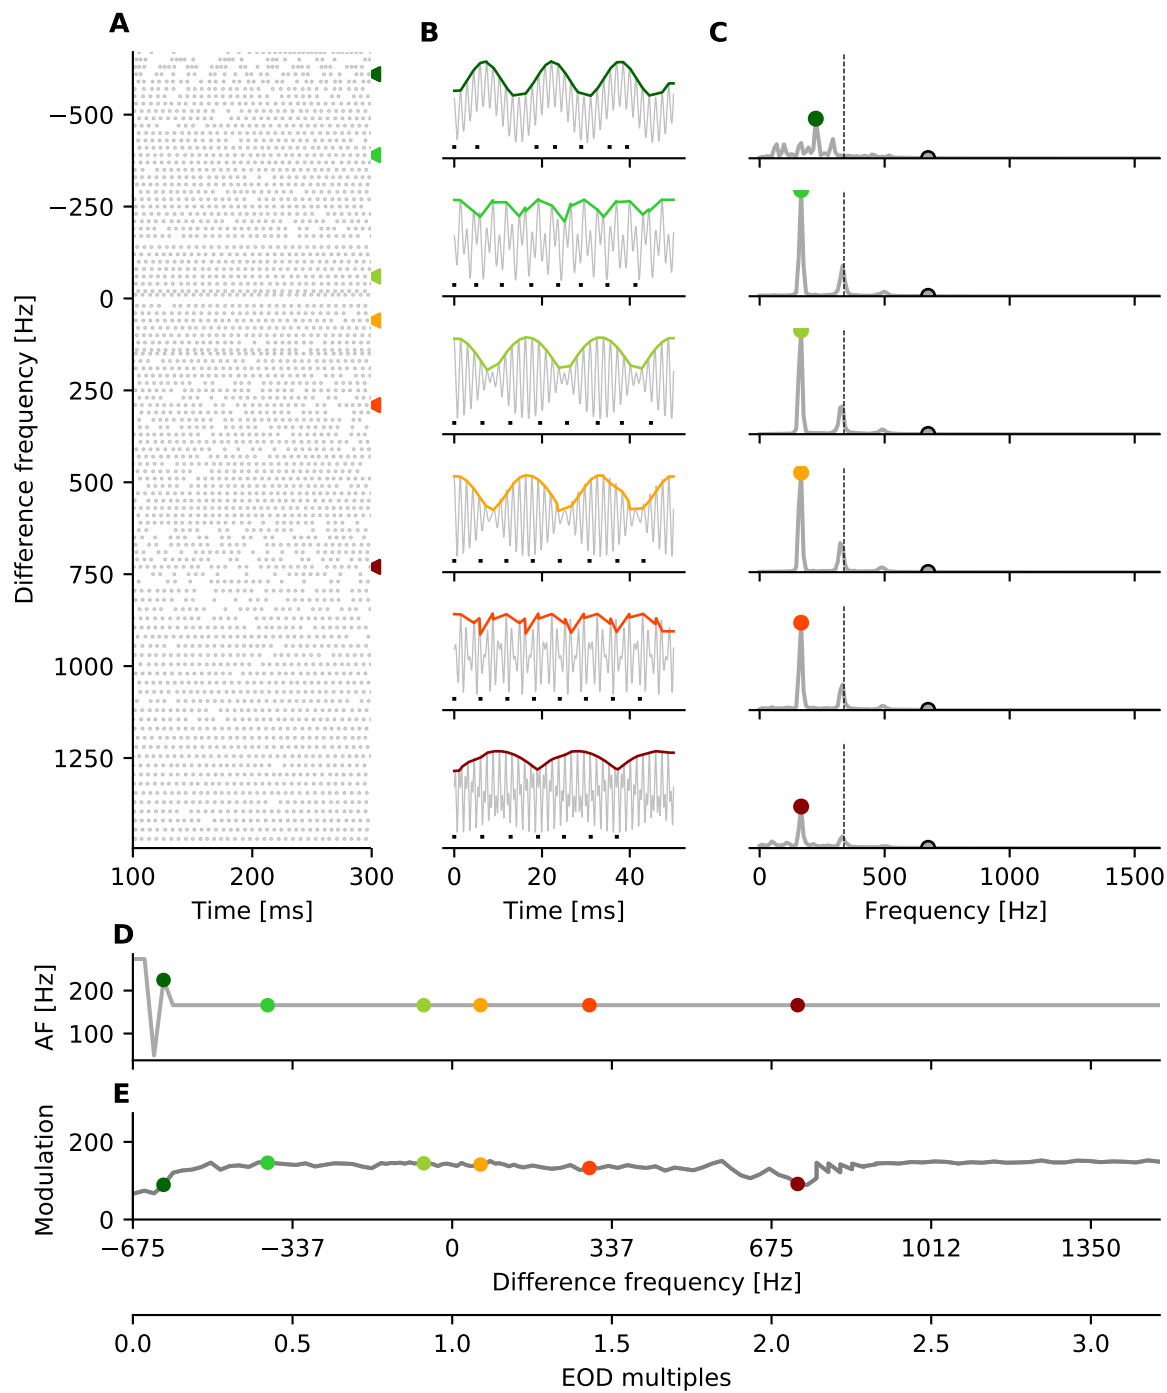 A
B
C
−500
−250
0
250
500
750
1000
1250
Difference frequency [Hz]
100 200 300
0 20 40
0 500 1000 1500
Time [ms]
Time [ms]
Frequency [Hz]
D
200
100
AF [Hz]
E
200
0
Modulation
−675 −337 0 337 675 1012 1350
Difference frequency [Hz]
0.0 0.5 1.0 1.5 2.0 2.5 3.0
EOD multiples